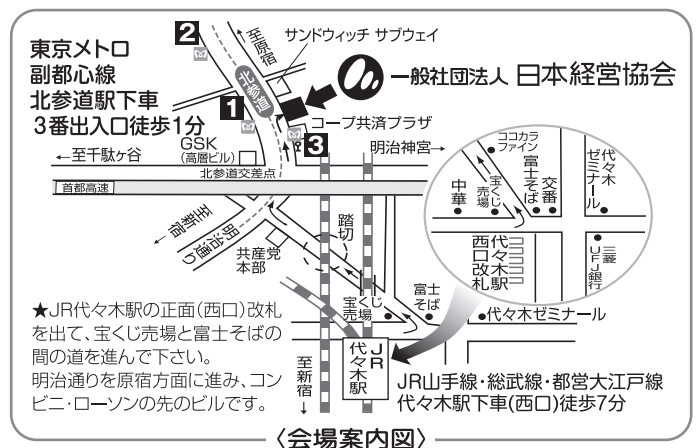 東京メトロ
副都心線
北参道駅下車
3番出入口徒歩1分
2
至原宿
サンドウィッチ サブウェイ
北参道
一般社団法人 日本経営協会
1
コープ共済プラザ
3
GSK
(高層ビル)
←至千駄ヶ谷
明治神宮→
北参道交差点
首都高速
至新宿
明治通り
共産党
本部
踏切
ココカラ
ファイン
代々木
ゼミナール
富士そば
交番
宝くじ
売場
中華
代々木駅
西口改札
三菱
UFJ銀行
宝くじ
売場
富士
そば
代々木ゼミナール
★JR代々木駅の正面(西口)改札
を出て、宝くじ売場と富士そばの
間の道を進んで下さい。
明治通りを原宿方面に進み、コン
ビニ・ローソンの先のビルです。
至新宿
JR
代々木駅
JR山手線・総武線・都営大江戸線
代々木駅下車(西口)徒歩7分
〈会場案内図〉